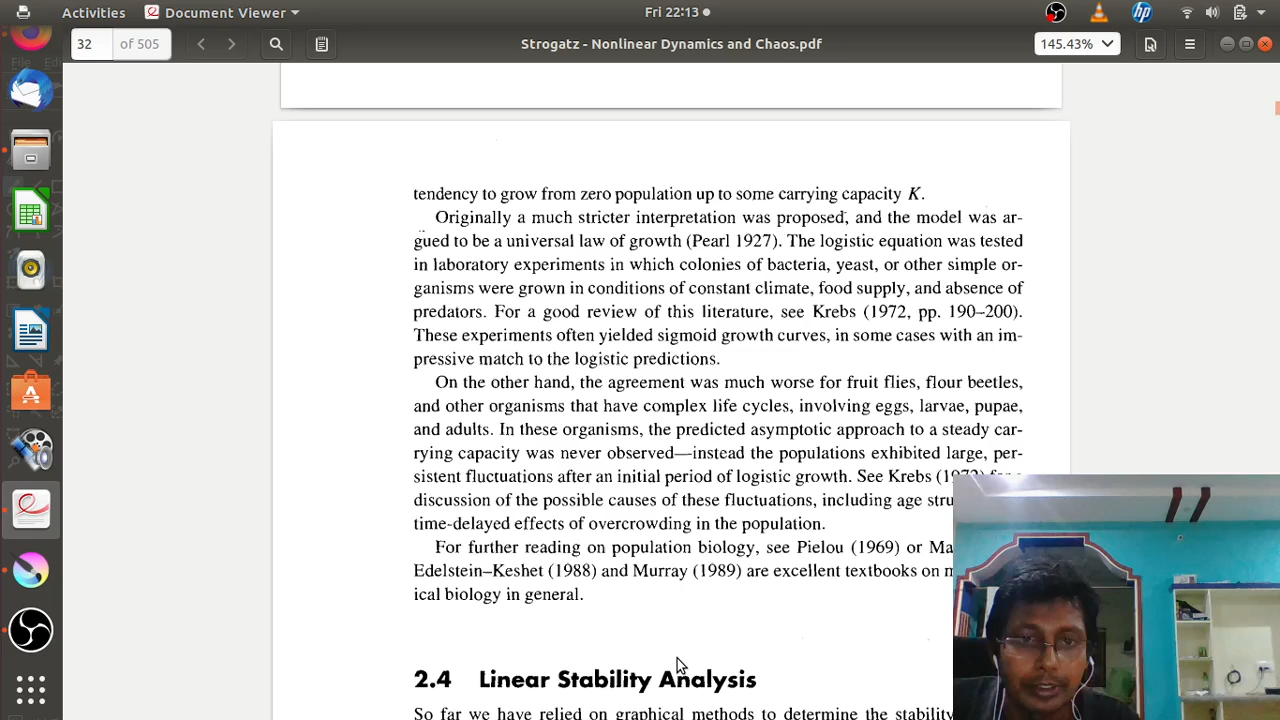 Activities
Document Viewer
Fri 22:13
hp
32 of 505
Strogatz - Nonlinear Dynamics and Chaos.pdf
145.43%
File
tendency to grow from zero population up to some carrying capacity K.
Originally a much stricter interpretation was proposed, and the model was ar-
gued to be a universal law of growth (Pearl 1927). The logistic equation was tested
in laboratory experiments in which colonies of bacteria, yeast, or other simple or-
ganisms were grown in conditions of constant climate, food supply, and absence of
predators. For a good review of this literature, see Krebs (1972, pp. 190–200).
These experiments often yielded sigmoid growth curves, in some cases with an im-
pressive match to the logistic predictions.
On the other hand, the agreement was much worse for fruit flies, flour beetles,
and other organisms that have complex life cycles, involving eggs, larvae, pupae,
and adults. In these organisms, the predicted asymptotic approach to a steady car-
rying capacity was never observed—instead the populations exhibited large, per-
sistent fluctuations after an initial period of logistic growth. See Krebs (1972)
discussion of the possible causes of these fluctuations, including age
time-delayed effects of overcrowding in the population.
For further reading on population biology, see Pielou (1969) or
Edelstein–Keshet (1988) and Murray (1989) are excellent textbooks on
ical biology in general.
2.4 Linear Stability Analysis
So far we have relied on graphical methods to determine the stability